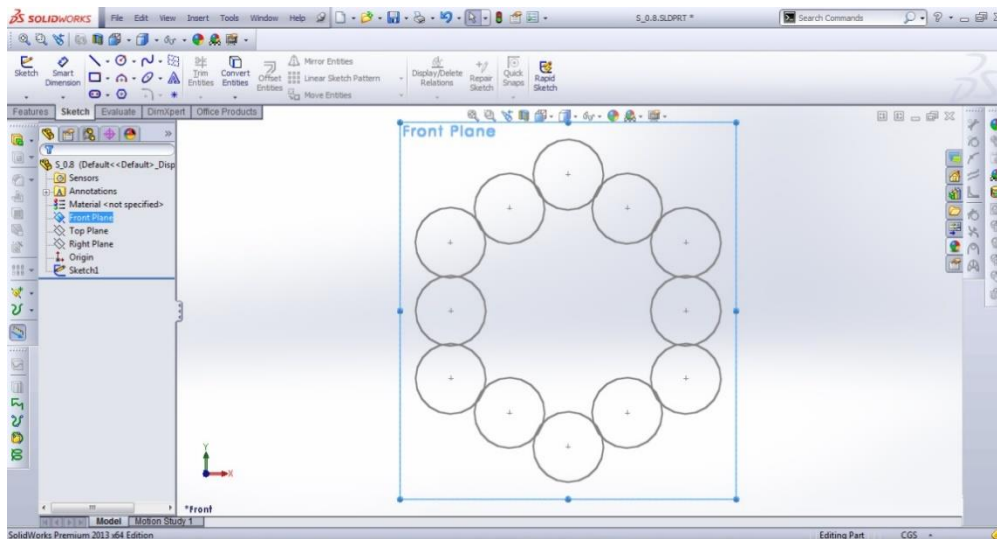 SOLIDWORKS File Edit View Insert Tools Window Help S_0.8.SLDPRT * Search Commands
Sketch
Smart Dimension
Trim Entities
Convert Entities
Offset Entities
Mirror Entities
Linear Sketch Pattern
Move Entities
Display/Delete Relations
Repair Sketch
Quick Snaps
Rapid Sketch
Features Sketch Evaluate DimXpert Office Products
Front Plane
S_0.8 (Default<<Default>_Disp
Sensors
Annotations
Material <not specified>
Front Plane
Top Plane
Right Plane
Origin
Sketch1
Y
X
*Front
Model Motion Study 1
SolidWorks Premium 2013 x64 Edition Editing Part CGS